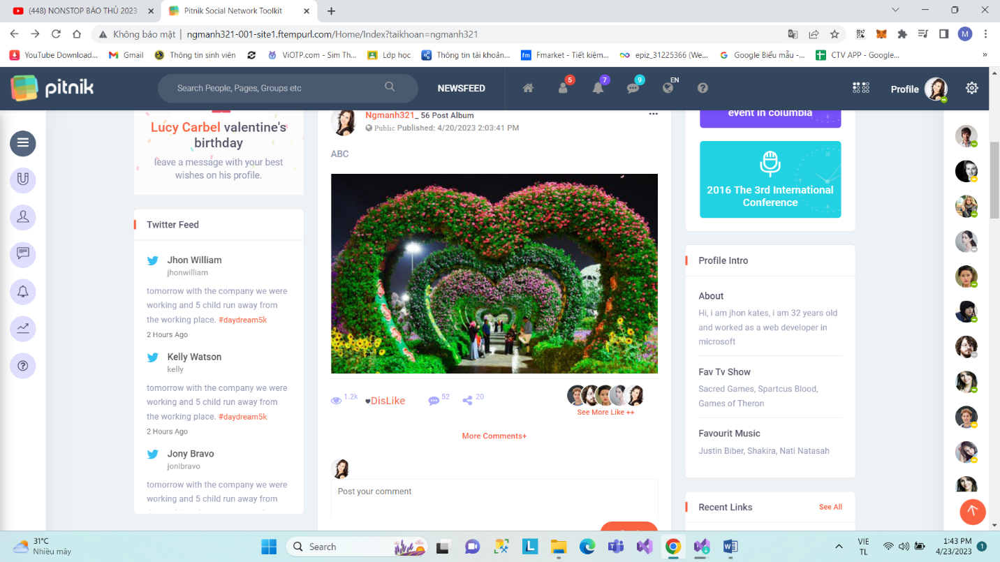 (448) NONSTOP BÁO THỦ 2023
Pitnik Social Network Toolkit
Không bảo mật | ngmanh321-001-site1.ftempurl.com/Home/Index?taikhoan=ngmanh321
M
YouTube Download...
Gmail
Thông tin sinh viên
ViOTP.com - Sim Th...
Lớp học
Thông tin tài khoản...
fm
Fmarket - Tiết kiệm...
epiz_31225366 (We...
Google Biểu mẫu -...
CTV APP - Google...
»
pitnik
Search People, Pages, Groups etc
NEWSFEED
5
7
9
EN
Profile
Lucy Carbel valentine's
birthday
leave a message with your best
wishes on his profile.
Twitter Feed
Jhon William
jhonwilliam
tomorrow with the company we were
working and 5 child run away from
the working place. #daydream5k
2 Hours Ago
Kelly Watson
kelly
tomorrow with the company we were
working and 5 child run away from
the working place. #daydream5k
2 Hours Ago
Jony Bravo
jonibravo
tomorrow with the company we were
working and 5 child run away from
Ngmanh321_ 56 Post Album
Public Published: 4/20/2023 2:03:41 PM
ABC
1.2k
DisLike
52
20
See More Like ++
More Comments+
Post your comment
event in columbia
2016 The 3rd International
Conference
Profile Intro
About
Hi, i am jhon kates, i am 32 years old
and worked as a web developer in
microsoft
Fav Tv Show
Sacred Games, Spartcus Blood,
Games of Theron
Favourit Music
Justin Biber, Shakira, Nati Natasah
Recent Links
See All
31°C
Nhiều mây
Search
L
VIE
TL
1:43 PM
4/23/2023
1